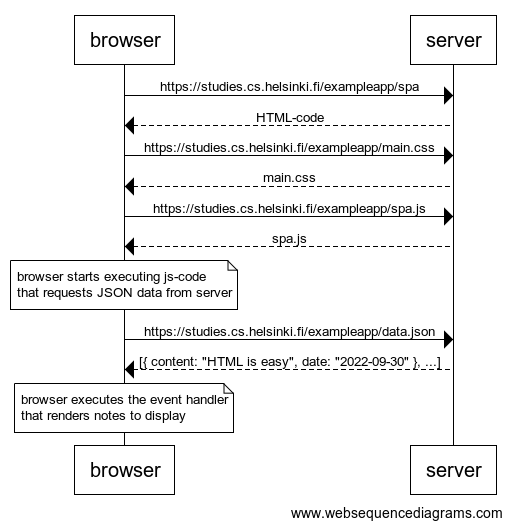 browser
server
https://studies.cs.helsinki.fi/exampleapp/spa
HTML-code
https://studies.cs.helsinki.fi/exampleapp/main.css
main.css
https://studies.cs.helsinki.fi/exampleapp/spa.js
spa.js
browser starts executing js-code
that requests JSON data from server
https://studies.cs.helsinki.fi/exampleapp/data.json
[{ content: "HTML is easy", date: "2022-09-30" }, ...]
browser executes the event handler
that renders notes to display
browser
server
www.websequencediagrams.com